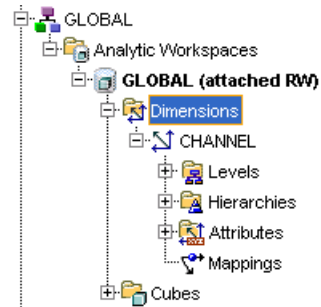 GLOBAL
Analytic Workspaces
GLOBAL (attached RW)
Dimensions
CHANNEL
Levels
Hierarchies
Attributes
Mappings
Cubes